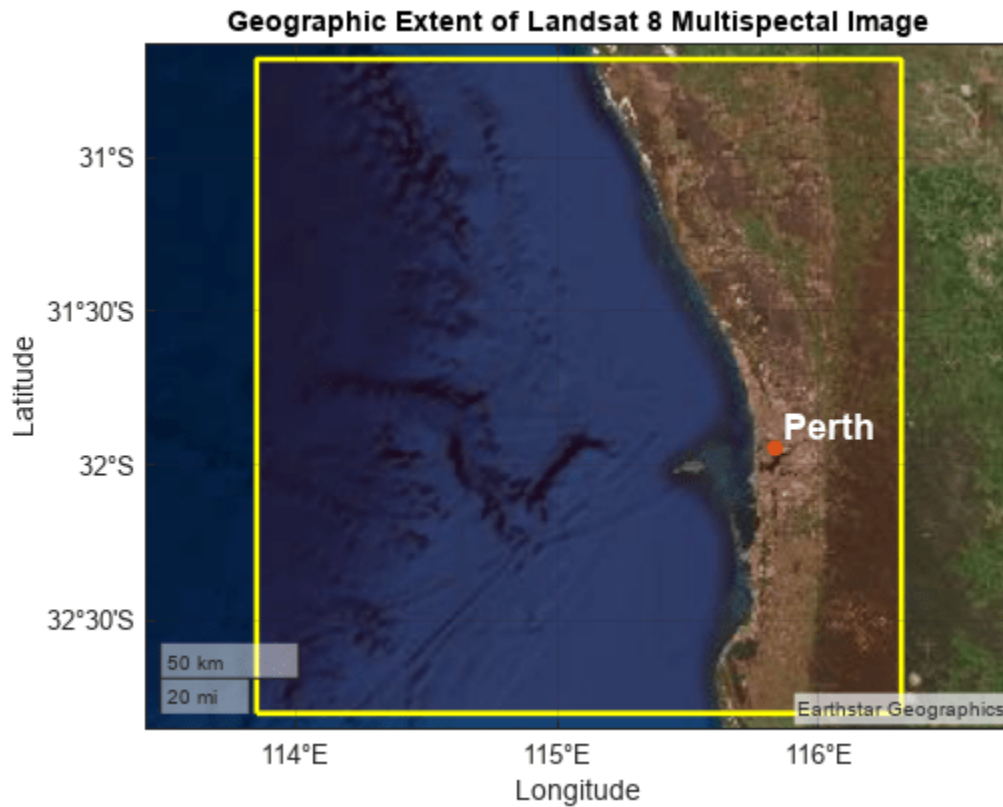 Geographic Extent of Landsat 8 Multispectal Image
31°S
31°30'S
32°S
32°30'S
Latitude
Perth
50 km
20 mi
Earthstar Geographics
114°E
115°E
116°E
Longitude